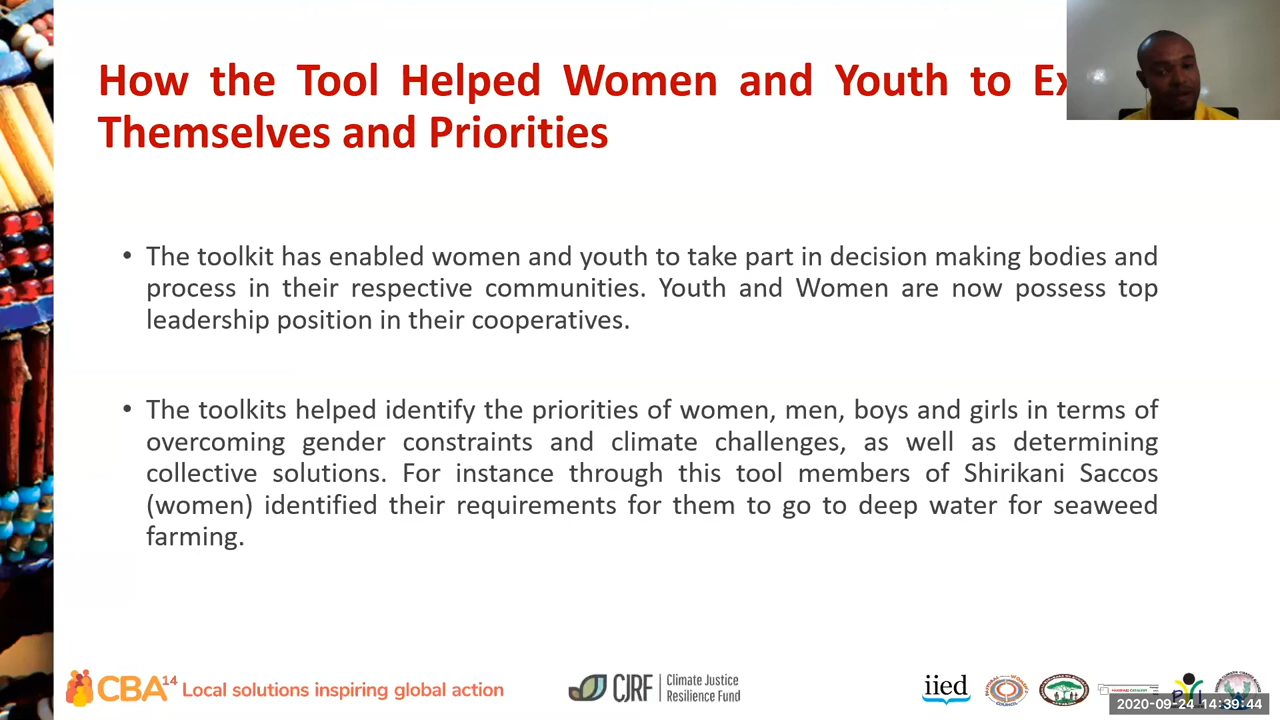 How the Tool Helped Women and Youth to
Themselves and Priorities
• The toolkit has enabled women and youth to take part in decision making bodies and
process in their respective communities. Youth and Women are now possess top
leadership position in their cooperatives.
• The toolkits helped identify the priorities of women, men, boys and girls in terms of
overcoming gender constraints and climate challenges, as well as determining
collective solutions. For instance through this tool members of Shirikani Saccos
(women) identified their requirements for them to go to deep water for seaweed
farming.
CBA14 Local solutions inspiring global action
CJRF Climate Justice
Resilience Fund
iied
2020-09-24 14:39:44